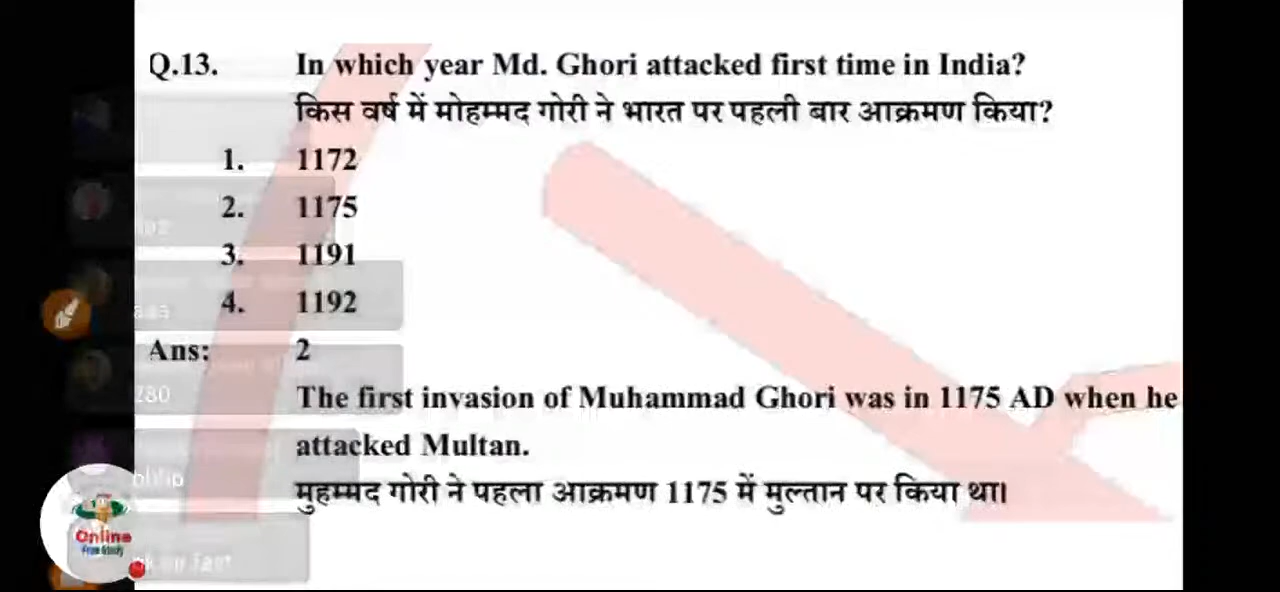 Q.13. In which year Md. Ghori attacked first time in India?
किस वर्ष में मोहम्मद गोरी ने भारत पर पहली बार आक्रमण किया?
1. 1172
2. 1175
3. 1191
4. 1192
Ans: 2
The first invasion of Muhammad Ghori was in 1175 AD when he
attacked Multan.
मुहम्मद गोरी ने पहला आक्रमण 1175 में मुल्तान पर किया था।
Online